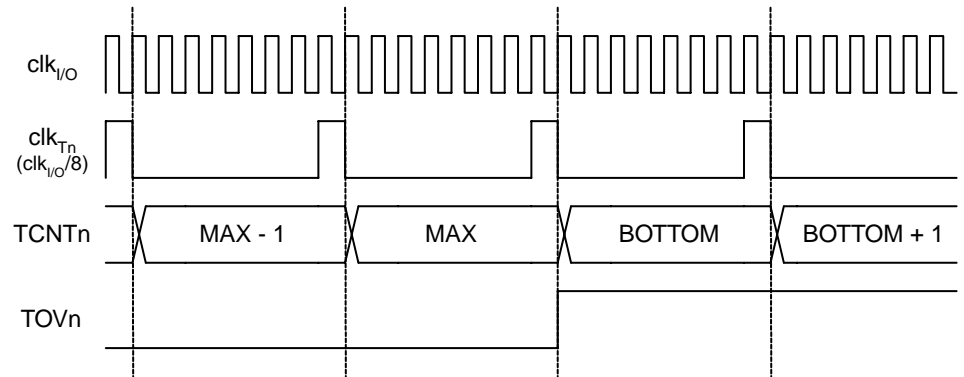 clkI/O
clkTn
(clkI/O/8)
TCNTn
MAX - 1
MAX
BOTTOM
BOTTOM + 1
TOVn